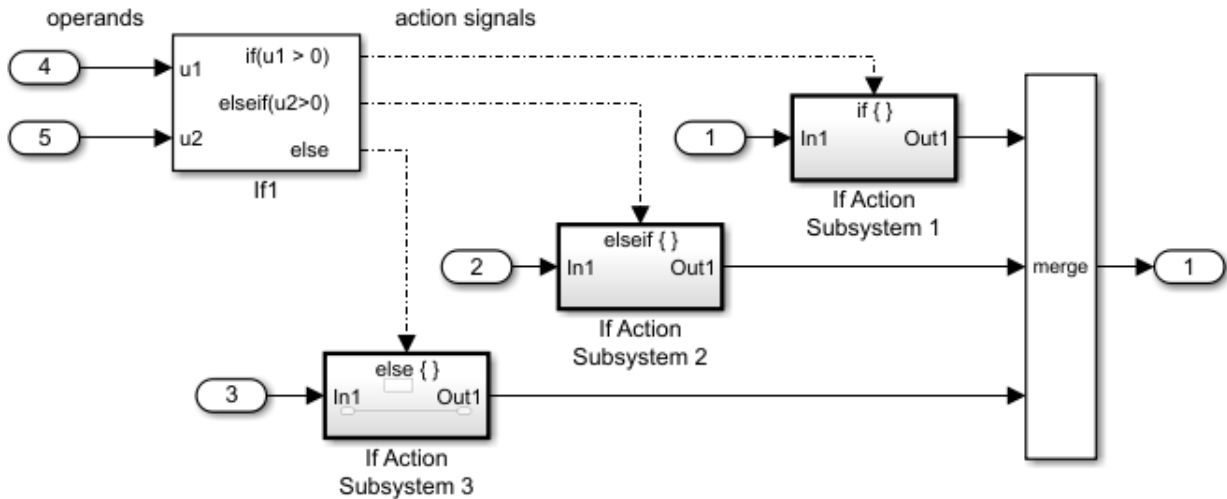 operands
action signals
4
u1
if(u1 > 0)
elseif(u2>0)
5
u2
else
If1
1
if { }
In1
Out1
If Action
Subsystem 1
2
elseif { }
In1
Out1
If Action
Subsystem 2
merge
1
3
else { }
In1
Out1
If Action
Subsystem 3